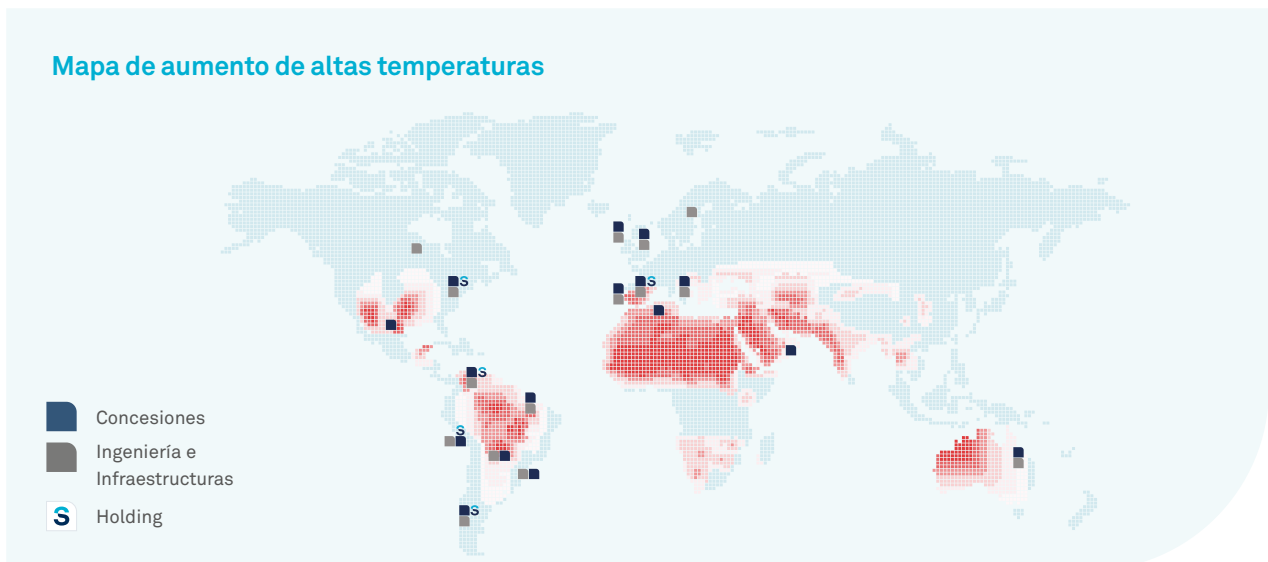 Mapa de aumento de altas temperaturas
S
S
S
S
S
Concesiones
Ingeniería e
Infraestructuras
S Holding